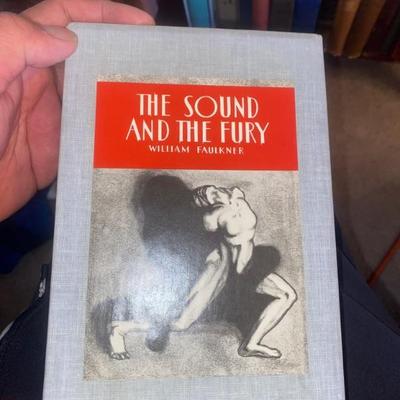 THE SOUND
AND THE FURY
WILLIAM FAULKNER